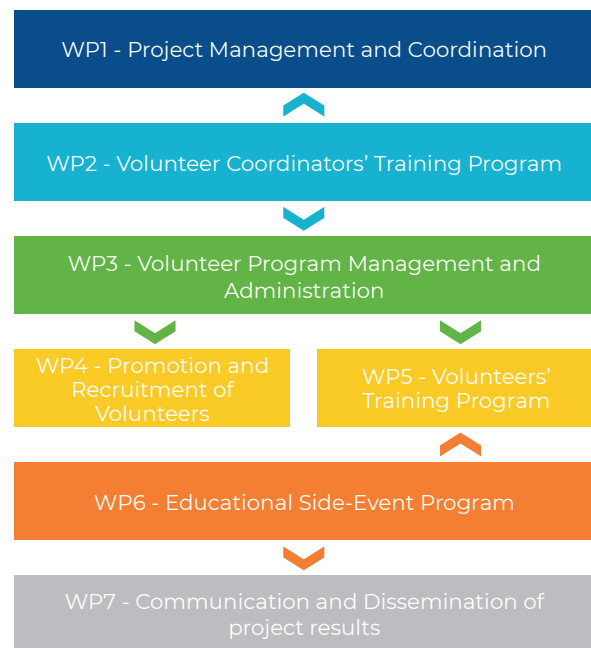 WP1 - Project Management and Coordination
WP2 - Volunteer Coordinators’ Training Program
WP3 - Volunteer Program Management and
Administration
WP4 - Promotion and
Recruitment of
Volunteers
WP5 - Volunteers’
Training Program
WP6 - Educational Side-Event Program
WP7 - Communication and Dissemination of
project results